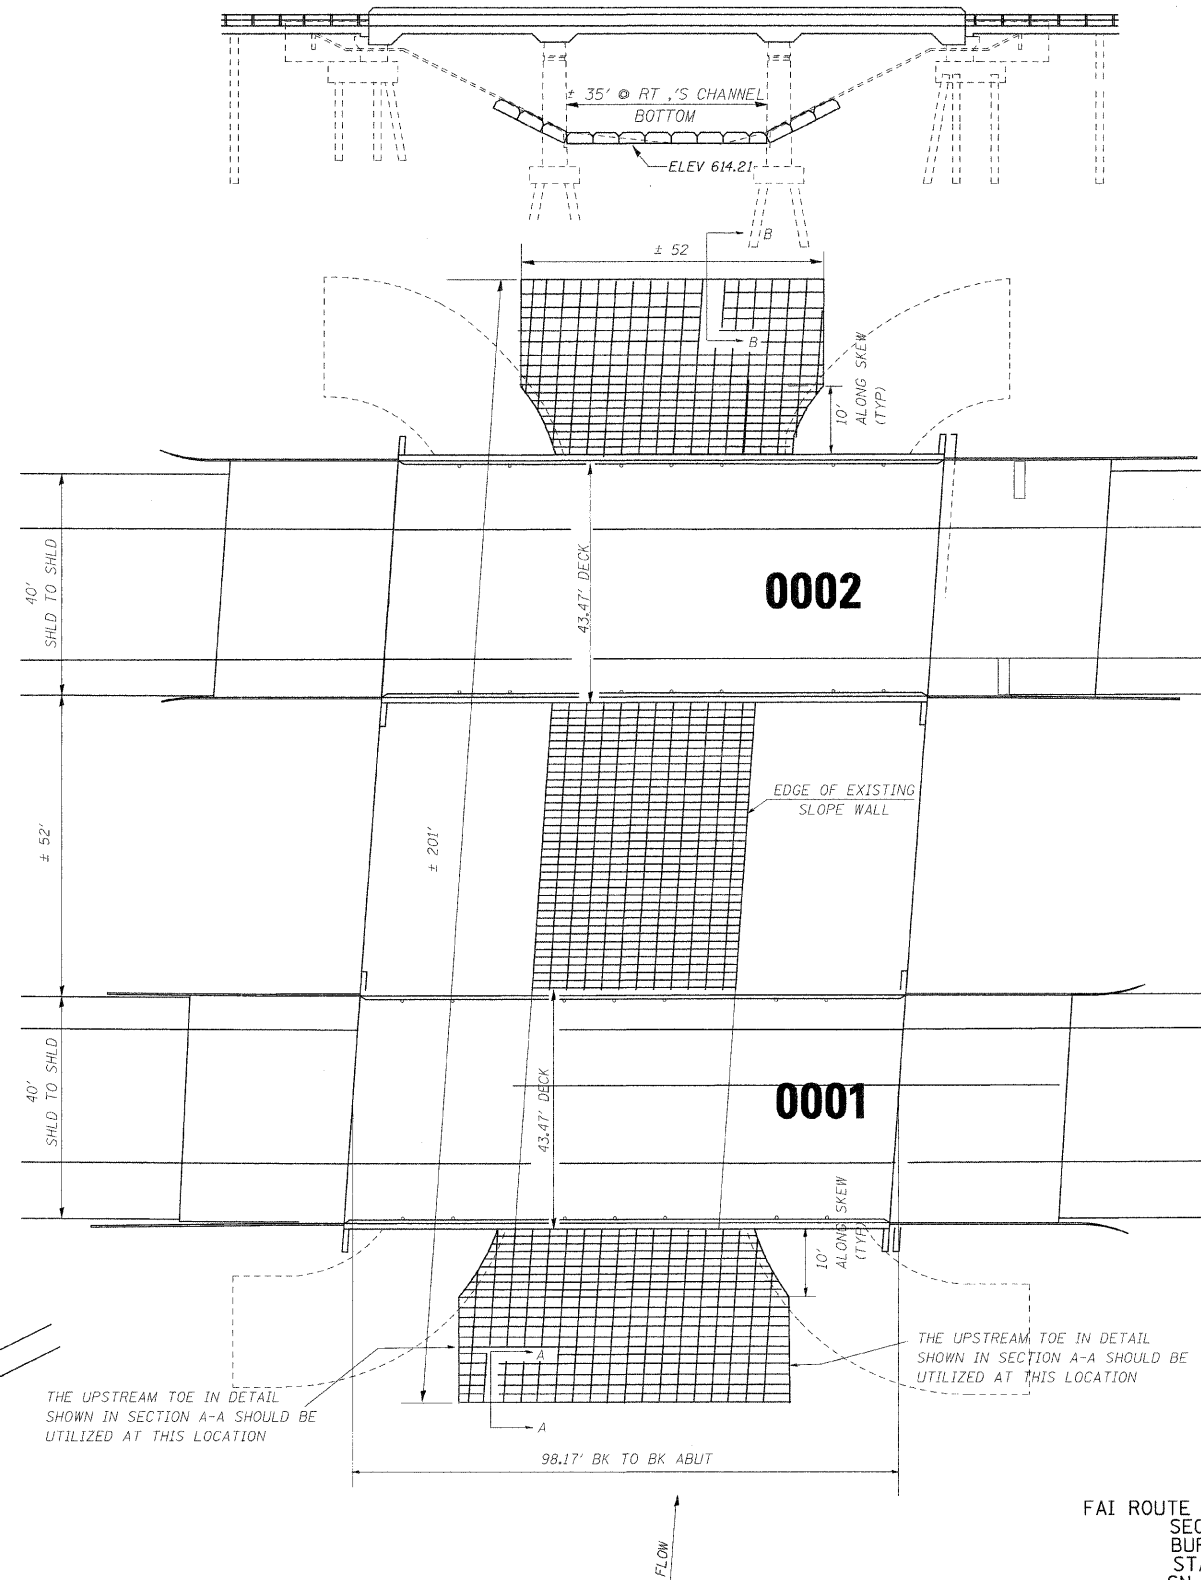 ± 35' @ RT ∠'S CHANNEL
BOTTOM
ELEV 614.21
± 52
B
B
10'
ALONG SKEW
(TYP)
40'
SHLD TO SHLD
43.47' DECK
0002
± 52'
± 201'
EDGE OF EXISTING
SLOPE WALL
40'
SHLD TO SHLD
43.47' DECK
0001
10'
ALONG SKEW
(TYP)
A
A
THE UPSTREAM TOE IN DETAIL
SHOWN IN SECTION A-A SHOULD BE
UTILIZED AT THIS LOCATION
THE UPSTREAM TOE IN DETAIL
SHOWN IN SECTION A-A SHOULD BE
UTILIZED AT THIS LOCATION
98.17' BK TO BK ABUT
FLOW
FAI ROUTE
SEC
BUR
STA